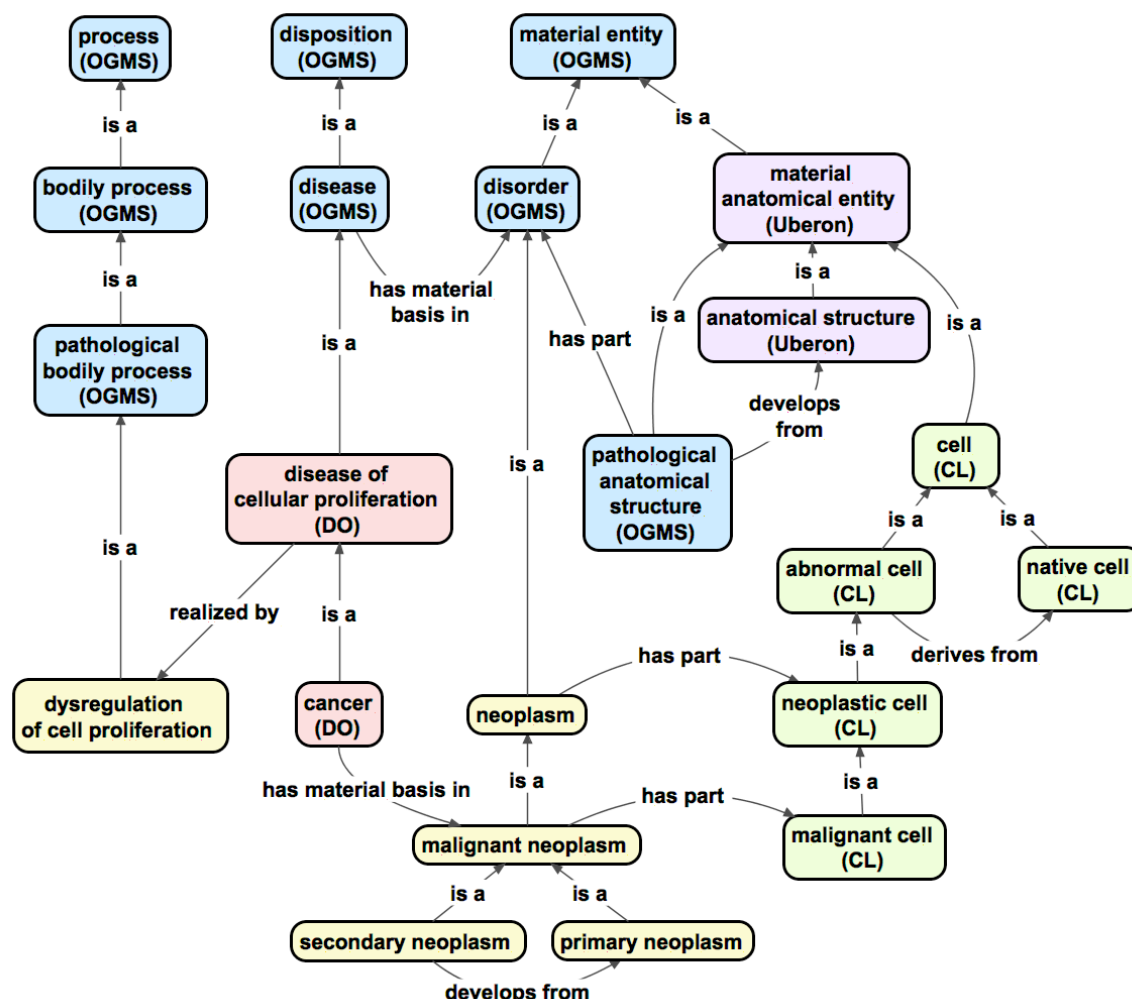 process
(OGMS)
disposition
(OGMS)
material entity
(OGMS)
is a
is a
is a
is a
bodily process
(OGMS)
disease
(OGMS)
disorder
(OGMS)
material
anatomical entity
(Uberon)
is a
has material
basis in
is a
is a
is a
anatomical structure
(Uberon)
has part
pathological
bodily process
(OGMS)
is a
develops
from
pathological
anatomical
structure
(OGMS)
cell
(CL)
is a
disease of
cellular proliferation
(DO)
is a
is a
is a
abnormal cell
(CL)
native cell
(CL)
realized by
is a
is a
derives from
has part
dysregulation
of cell proliferation
cancer
(DO)
neoplasm
neoplastic cell
(CL)
has material basis in
is a
has part
is a
malignant neoplasm
malignant cell
(CL)
is a
is a
secondary neoplasm
primary neoplasm
develops from